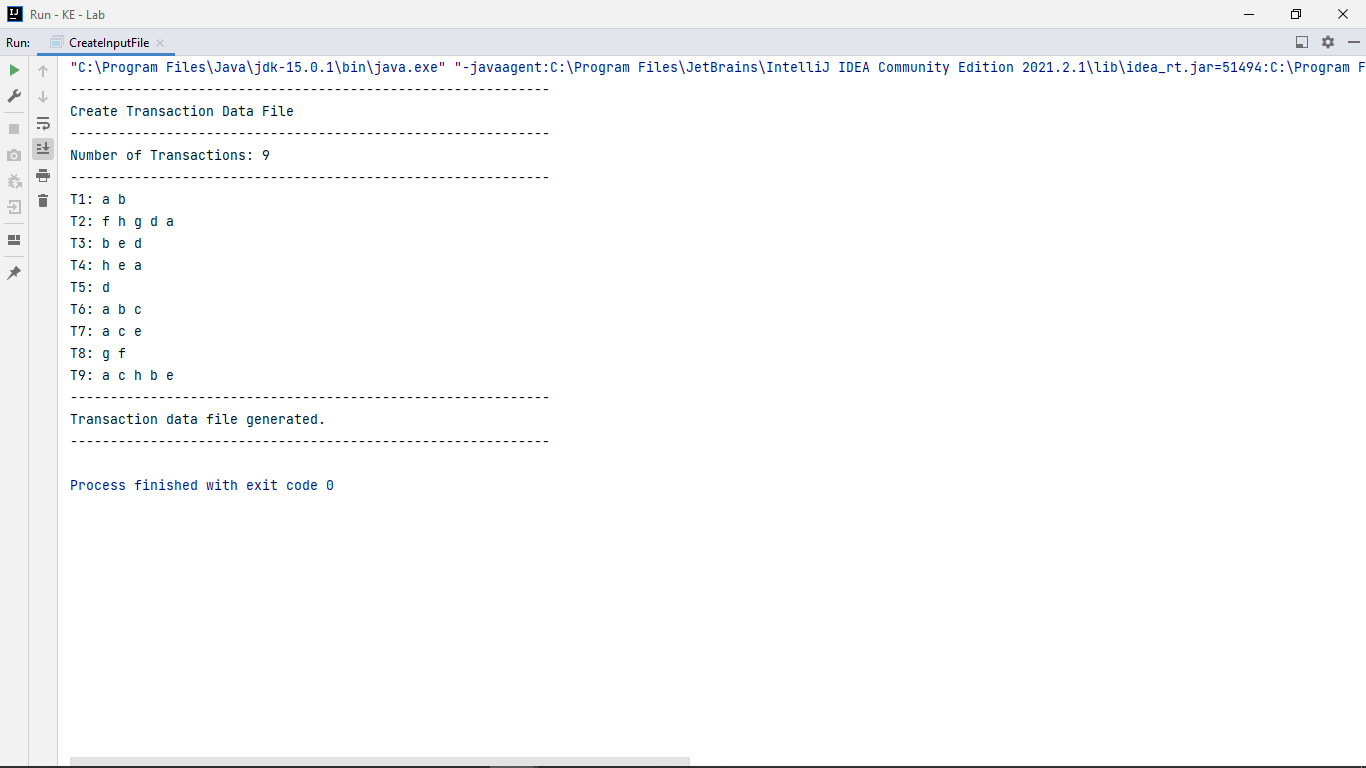 Run - KE - Lab
Run: CreateInputFile
"C:\Program Files\Java\jdk-15.0.1\bin\java.exe" "-javaagent:C:\Program Files\JetBrains\IntelliJ IDEA Community Edition 2021.2.1\lib\idea_rt.jar=51494:C:\Program F
------------------------------------------------------------
Create Transaction Data File
------------------------------------------------------------
Number of Transactions: 9
------------------------------------------------------------
T1: a b
T2: f h g d a
T3: b e d
T4: h e a
T5: d
T6: a b c
T7: a c e
T8: g f
T9: a c h b e
------------------------------------------------------------
Transaction data file generated.
------------------------------------------------------------
Process finished with exit code 0